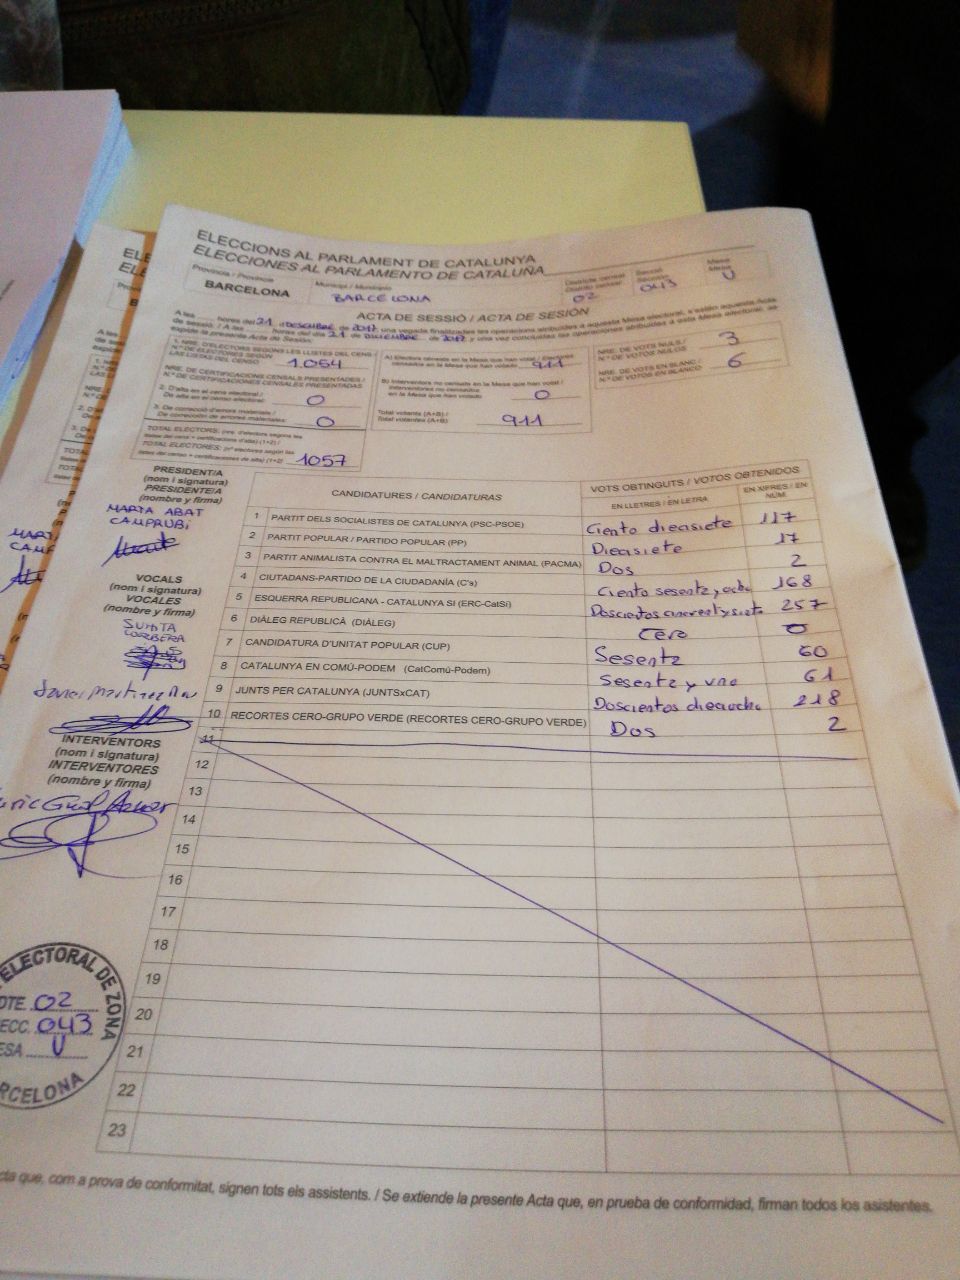 ELECCIONS AL PARLAMENT DE CATALUNYA
ELECCIONES AL PARLAMENTO DE CATALUÑA
Província / Provincia
BARCELONA
Municipi / Municipio
BARCELONA
Districte censal
Distrito censal
02
Secció
Sección
043
Mesa
Mesa
U
ACTA DE SESSIÓ / ACTA DE SESIÓN
A les hores del 21 d DESEMBRE de 2017 una vegada finalitzades les operacions atribuïdes a aquesta Mesa electoral, s'estén aquesta Acta
de sessió. / A las hores del día 21 de DICIEMBRE de 2017 y una vez concluidas las operaciones atribuidas a esta Mesa electoral, se
expide la presente Acta de Sesión.
1. NRE. D'ELECTORS SEGONS LES LLISTES DEL CENS /
N.º DE ELECTORES SEGÚN
LAS LISTAS DEL CENSO 1.064
NRE. DE CERTIFICACIONS CENSALS PRESENTADES /
N.º DE CERTIFICACIONES CENSALES PRESENTADAS
2. D'alta en el cens electoral /
De alta en el censo electoral: 0
3. De correcció d'errors materials /
De corrección de errores materiales: 0
TOTAL ELECTORS: (nre. d'electors segons les
llistes del cens + certificacions d'alta) (1+2) /
TOTAL ELECTORES: (nº electores según las
listas del censo + certificaciones de alta) (1+2) 1057
A) Electors censats en la Mesa que han votat / Electores
censados en la Mesa que han votado 911
B) Interventors no censats en la Mesa que han votat /
Interventores no censados
en la Mesa que han votado 0
Total votants (A+B) /
Total votantes (A+B): 911
NRE. DE VOTS NULS /
N.º DE VOTOS NULOS 3
NRE. DE VOTS EN BLANC /
N.º DE VOTOS EN BLANCO 6
PRESIDENT/A
(nom i signatura)
PRESIDENTE/A
(nombre y firma)
MARTA ABAT
CAMPRUBI
VOCALS
(nom i signatura)
VOCALES
(nombre y firma)
INTERVENTORS
(nom i signatura)
INTERVENTORES
(nombre y firma)
CANDIDATURES / CANDIDATURAS
VOTS OBTINGUTS / VOTOS OBTENIDOS
EN LLETRES / EN LETRA
EN XIFRES / EN NÚM.
1 PARTIT DELS SOCIALISTES DE CATALUNYA (PSC-PSOE) Ciento diecisiete 117
2 PARTIT POPULAR / PARTIDO POPULAR (PP) Diecisiete 17
3 PARTIT ANIMALISTA CONTRA EL MALTRACTAMENT ANIMAL (PACMA) Dos 2
4 CIUTADANS-PARTIDO DE LA CIUDADANÍA (C's) Ciento sesenta y ocho 168
5 ESQUERRA REPUBLICANA - CATALUNYA SI (ERC-CatSí) Doscientos cincuenta y siete 257
6 DIÀLEG REPUBLICÀ (DIÀLEG) Cero 0
7 CANDIDATURA D'UNITAT POPULAR (CUP) Sesenta 60
8 CATALUNYA EN COMÚ-PODEM (CatComú-Podem) Sesenta y uno 61
9 JUNTS PER CATALUNYA (JUNTSxCAT) Doscientos dieciocho 218
10 RECORTES CERO-GRUPO VERDE (RECORTES CERO-GRUPO VERDE) Dos 2
11
12
13
14
15
16
17
18
19
20
21
22
23
ELECTORAL DE ZONA
DTE. 02
SECC. 043
MESA U
BARCELONA
Acta que, com a prova de conformitat, signen tots els assistents. / Se extiende la presente Acta que, en prueba de conformidad, firman todos los asistentes.